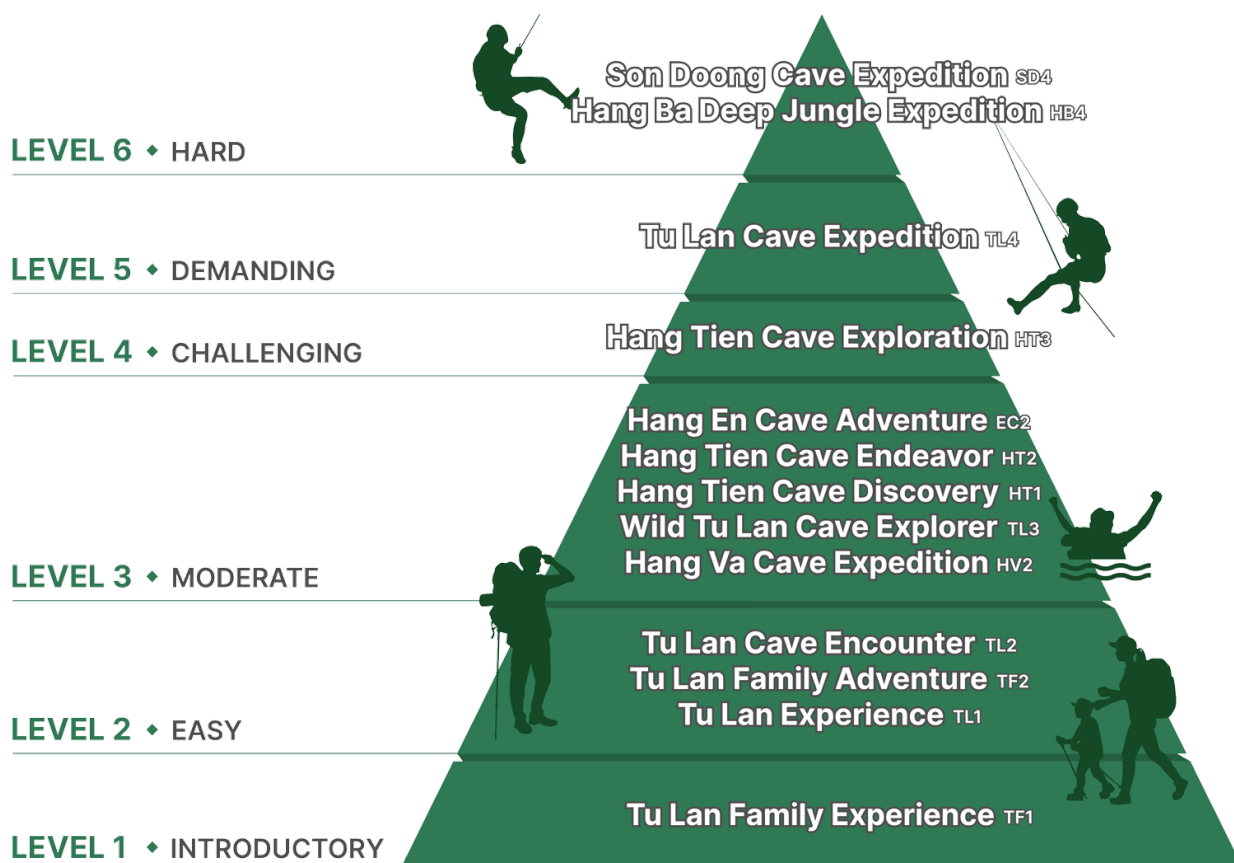 Son Doong Cave Expedition SD4
Hang Ba Deep Jungle Expedition HB4
LEVEL 6 ◆ HARD
Tu Lan Cave Expedition TL4
LEVEL 5 ◆ DEMANDING
Hang Tien Cave Exploration HT3
LEVEL 4 ◆ CHALLENGING
Hang En Cave Adventure EC2
Hang Tien Cave Endeavor HT2
Hang Tien Cave Discovery HT1
Wild Tu Lan Cave Explorer TL3
Hang Va Cave Expedition HV2
LEVEL 3 ◆ MODERATE
Tu Lan Cave Encounter TL2
Tu Lan Family Adventure TF2
Tu Lan Experience TL1
LEVEL 2 ◆ EASY
Tu Lan Family Experience TF1
LEVEL 1 ◆ INTRODUCTORY